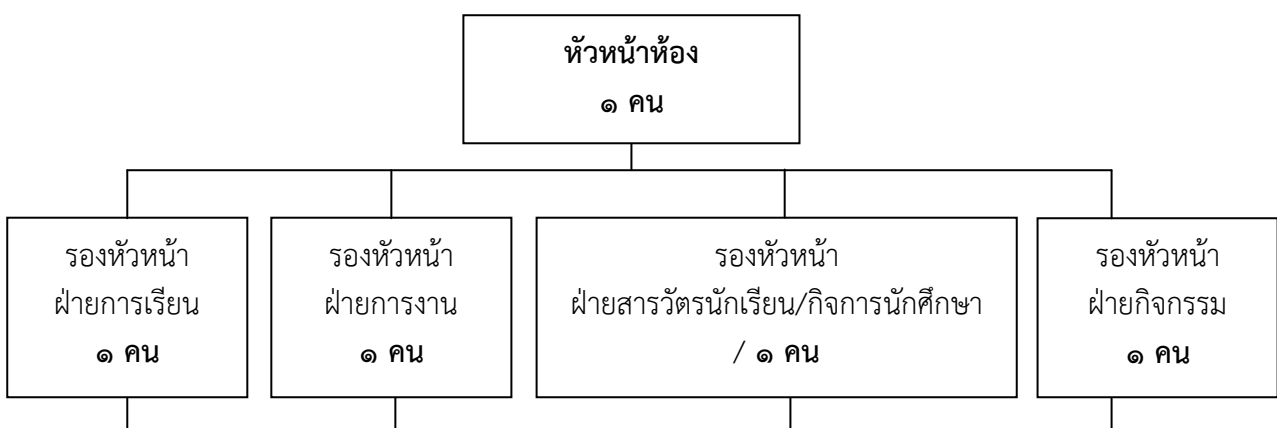 หัวหน้าห้อง
๑ คน
รองหัวหน้า
ฝ่ายการเรียน
๑ คน
รองหัวหน้า
ฝ่ายการงาน
๑ คน
รองหัวหน้า
ฝ่ายสารวัตรนักเรียน/กิจการนักศึกษา
/ ๑ คน
รองหัวหน้า
ฝ่ายกิจกรรม
๑ คน